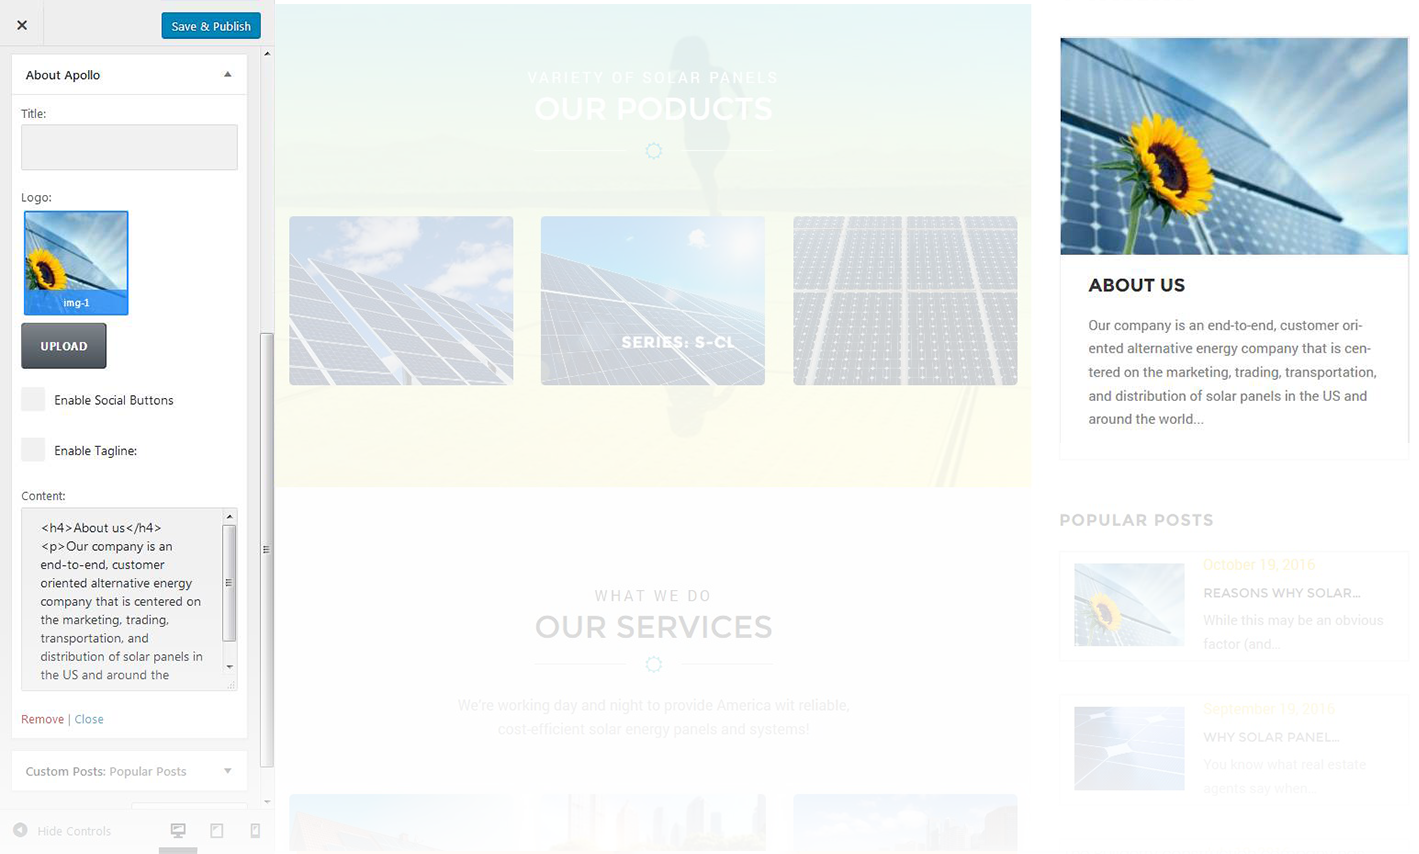 Save & Publish
About Apollo
Title:
Logo:
img-1
UPLOAD
Enable Social Buttons
Enable Tagline:
Content:
<h4>About us</h4>
<p>Our company is an
end-to-end, customer
oriented alternative energy
company that is centered on
the marketing, trading,
transportation, and
distribution of solar panels in
the US and around the
Remove | Close
Custom Posts: Popular Posts
Hide Controls
VARIETY OF SOLAR PANELS
OUR PODUCTS
SERIES: S-CL
WHAT WE DO
OUR SERVICES
We're working day and night to provide America wit reliable,
cost-efficient solar energy panels and systems!
ABOUT US
Our company is an end-to-end, customer ori-
ented alternative energy company that is cen-
tered on the marketing, trading, transportation,
and distribution of solar panels in the US and
around the world...
POPULAR POSTS
October 19, 2016
REASONS WHY SOLAR...
While this may be an obvious
factor (and...
September 19, 2016
WHY SOLAR PANEL...
You know what real estate
agents say when...